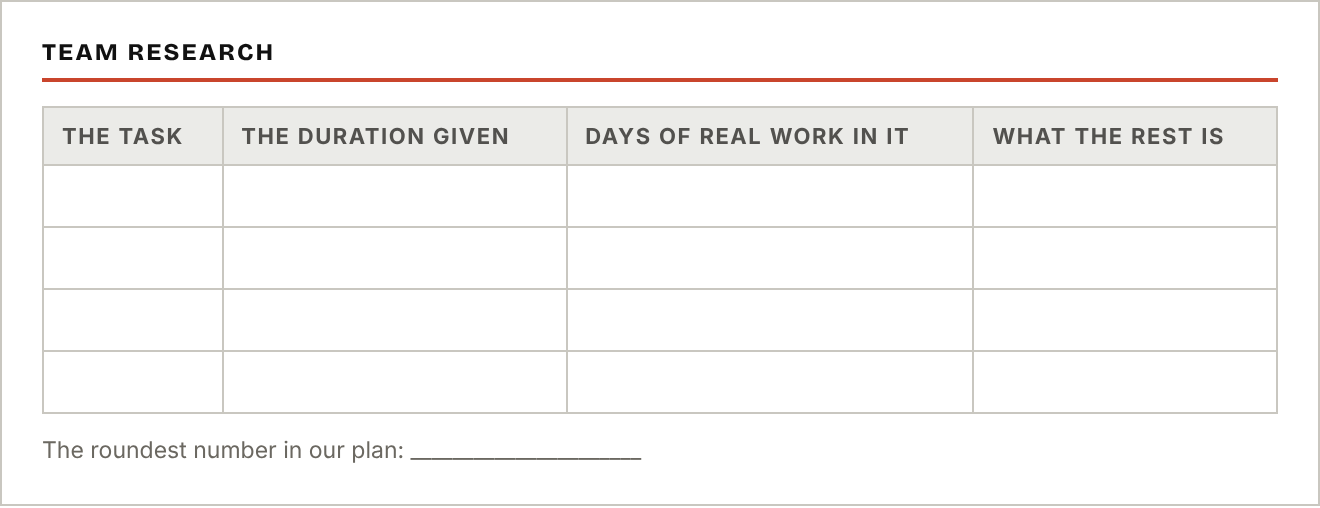 TEAM RESEARCH
THE TASK THE DURATION GIVEN DAYS OF REAL WORK IN IT WHAT THE REST IS
The roundest number in our plan: ______________________